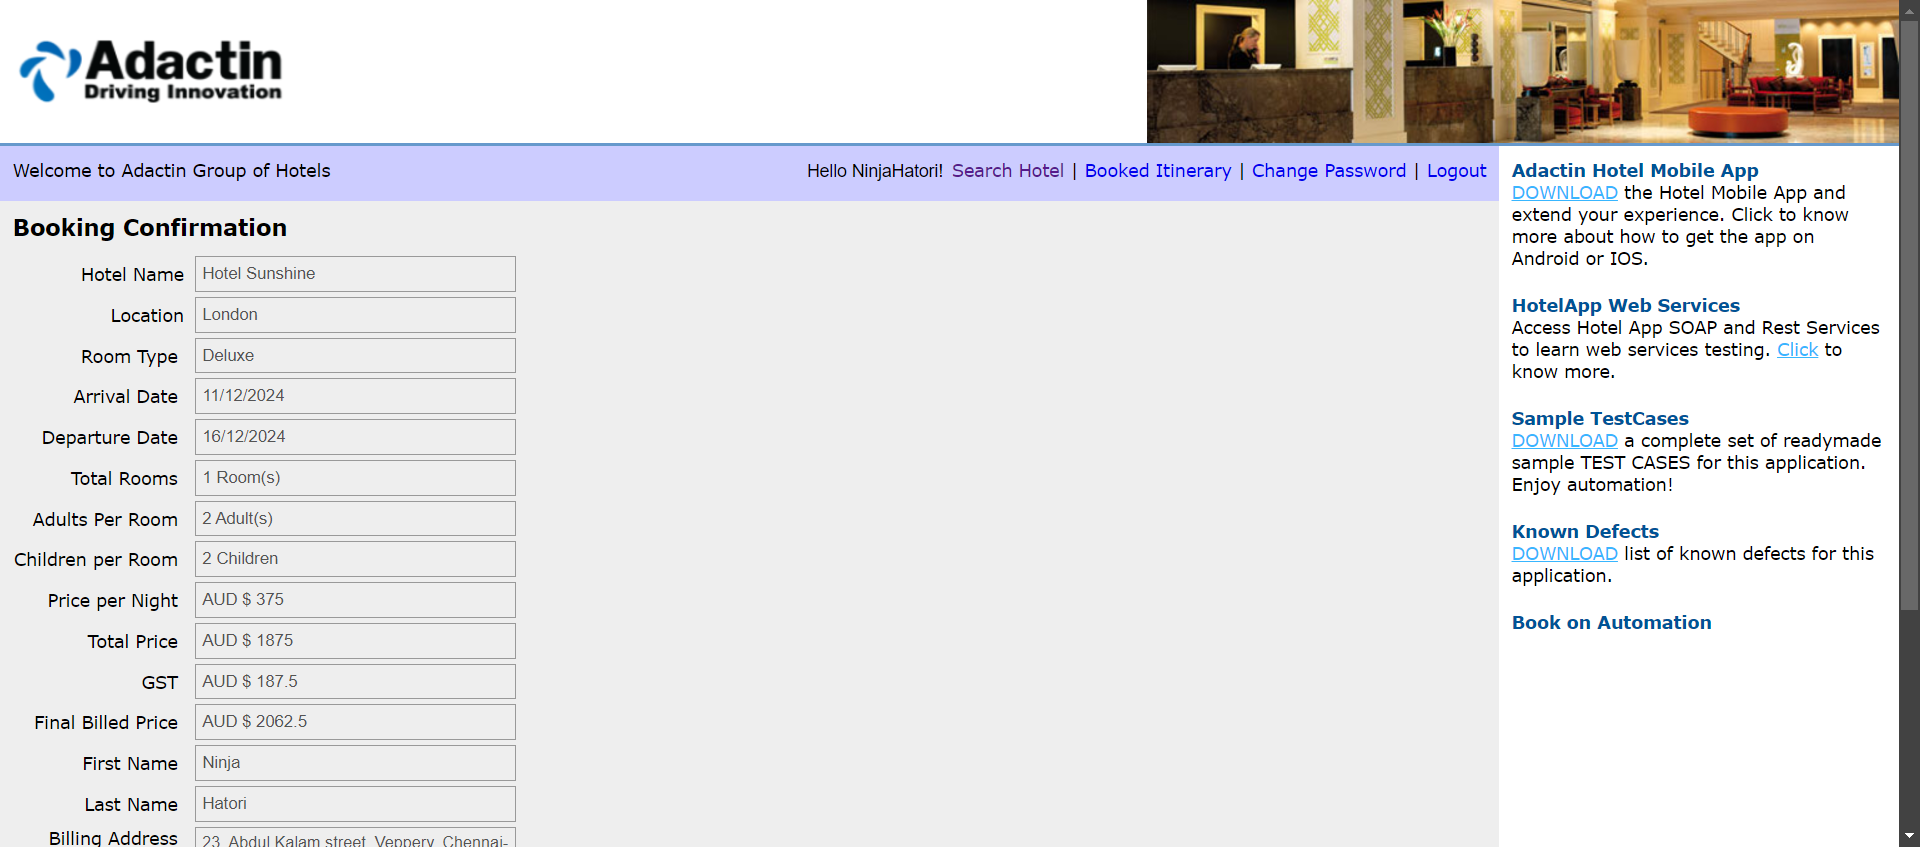 Adactin
Driving Innovation
Welcome to Adactin Group of Hotels
Hello NinjaHatori! Search Hotel | Booked Itinerary | Change Password | Logout
Booking Confirmation
Hotel Name Hotel Sunshine
Location London
Room Type Deluxe
Arrival Date 11/12/2024
Departure Date 16/12/2024
Total Rooms 1 Room(s)
Adults Per Room 2 Adult(s)
Children per Room 2 Children
Price per Night AUD $ 375
Total Price AUD $ 1875
GST AUD $ 187.5
Final Billed Price AUD $ 2062.5
First Name Ninja
Last Name Hatori
Billing Address 23, Abdul Kalam street, Veppery, Chennai-
Adactin Hotel Mobile App
DOWNLOAD the Hotel Mobile App and
extend your experience. Click to know
more about how to get the app on
Android or IOS.
HotelApp Web Services
Access Hotel App SOAP and Rest Services
to learn web services testing. Click to
know more.
Sample TestCases
DOWNLOAD a complete set of readymade
sample TEST CASES for this application.
Enjoy automation!
Known Defects
DOWNLOAD list of known defects for this
application.
Book on Automation